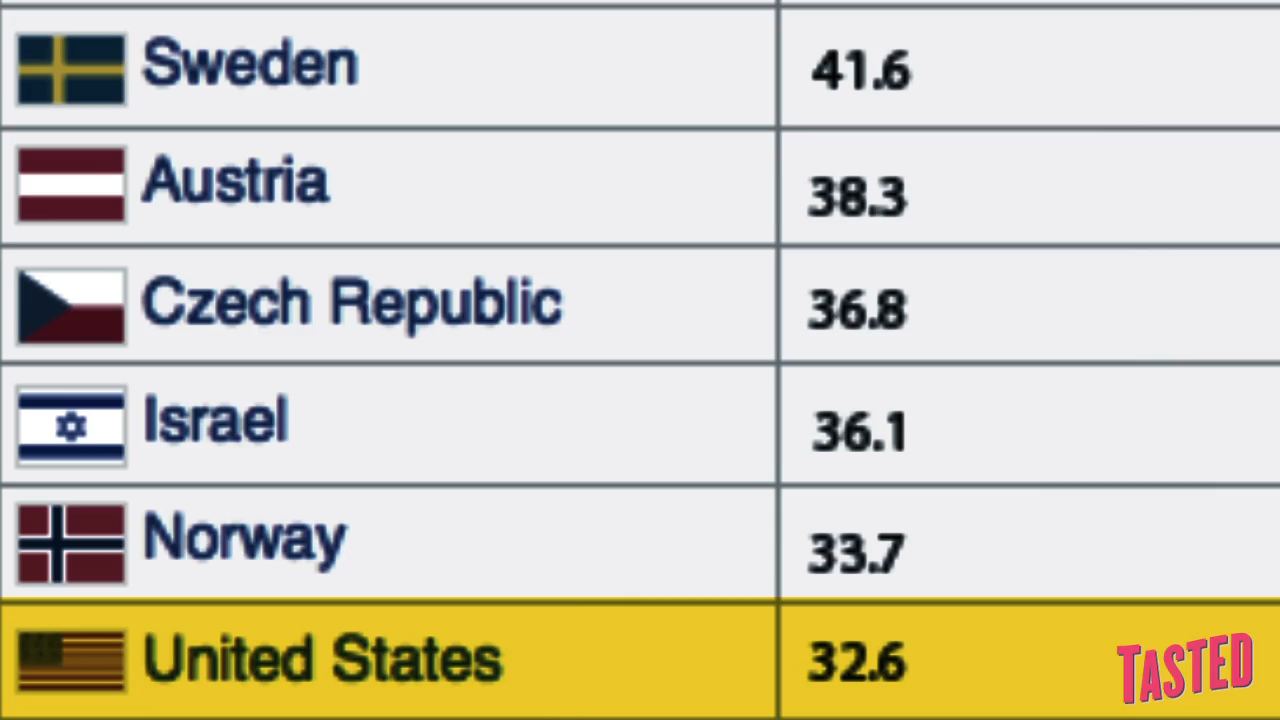 Sweden 41.6
Austria 38.3
Czech Republic 36.8
Israel 36.1
Norway 33.7
United States 32.6
TASTED